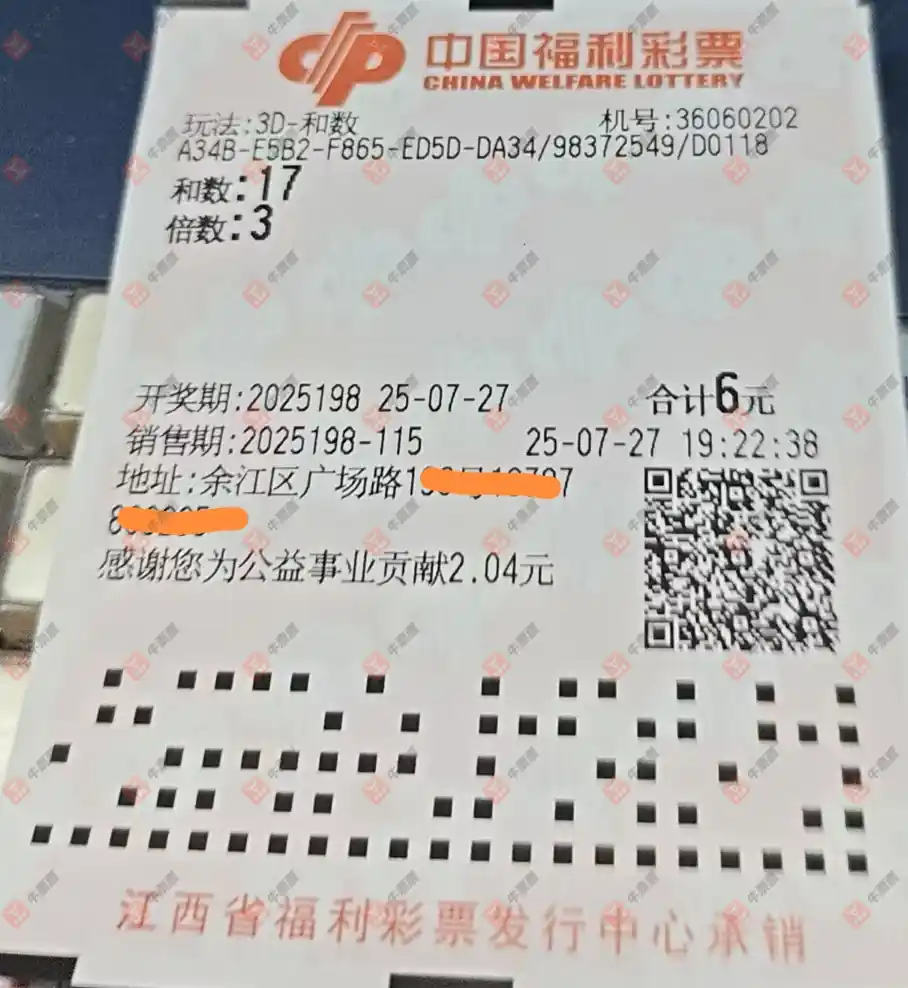 中国福利彩票
CHINA WELFARE LOTTERY
玩法:3D-和数 机号:36060202
A34B-E5B2-F865-ED5D-DA34/98372549/D0118
和数:17
倍数:3
开奖期:2025198 25-07-27 合计6元
销售期:2025198-115 25-07-27 19:22:38
地址:余江区广场路1
感谢您为公益事业贡献2.04元
江西省福利彩票发行中心承销
牛票票